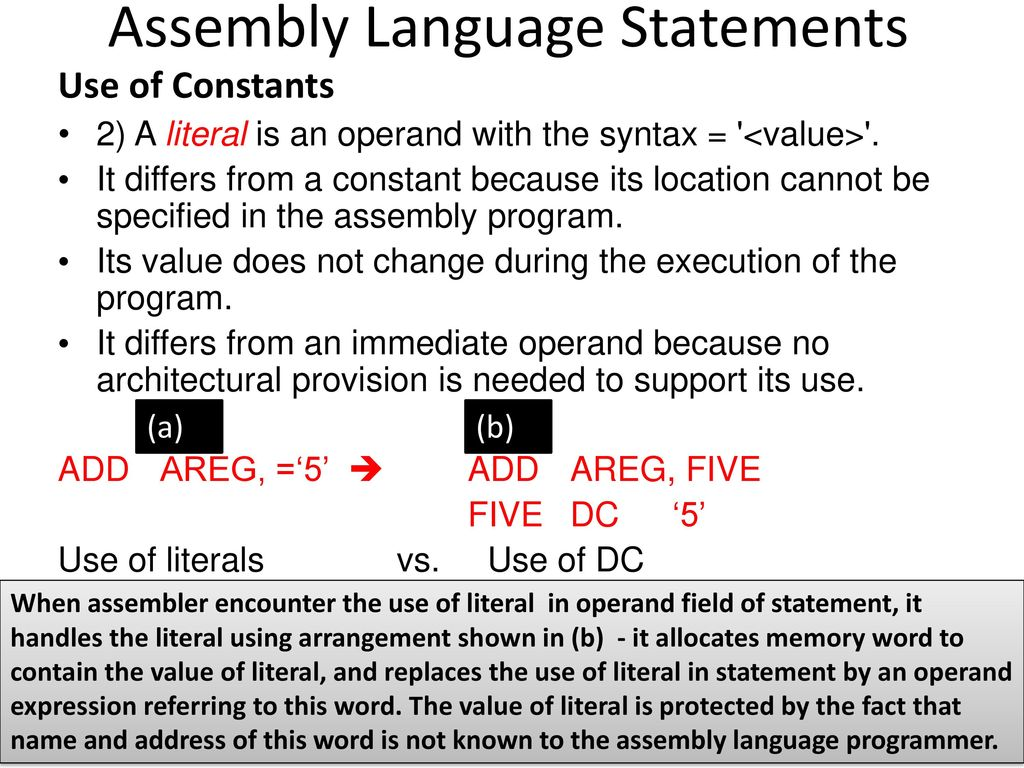 Assembly Language Statements
Use of Constants
• 2) A literal is an operand with the syntax = '<value>'.
• It differs from a constant because its location cannot be
specified in the assembly program.
• Its value does not change during the execution of the
program.
• It differs from an immediate operand because no
architectural provision is needed to support its use.
(a) (b)
ADD AREG, =‘5’ ➔ ADD AREG, FIVE
FIVE DC ‘5’
Use of literals vs. Use of DC
When assembler encounter the use of literal in operand field of statement, it
handles the literal using arrangement shown in (b) - it allocates memory word to
contain the value of literal, and replaces the use of literal in statement by an operand
expression referring to this word. The value of literal is protected by the fact that
name and address of this word is not known to the assembly language programmer.